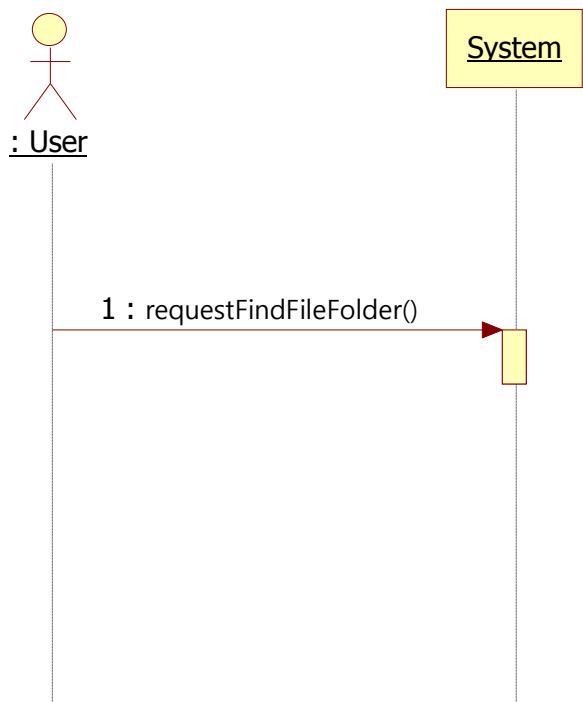 System
: User
1 : requestFindFileFolder()